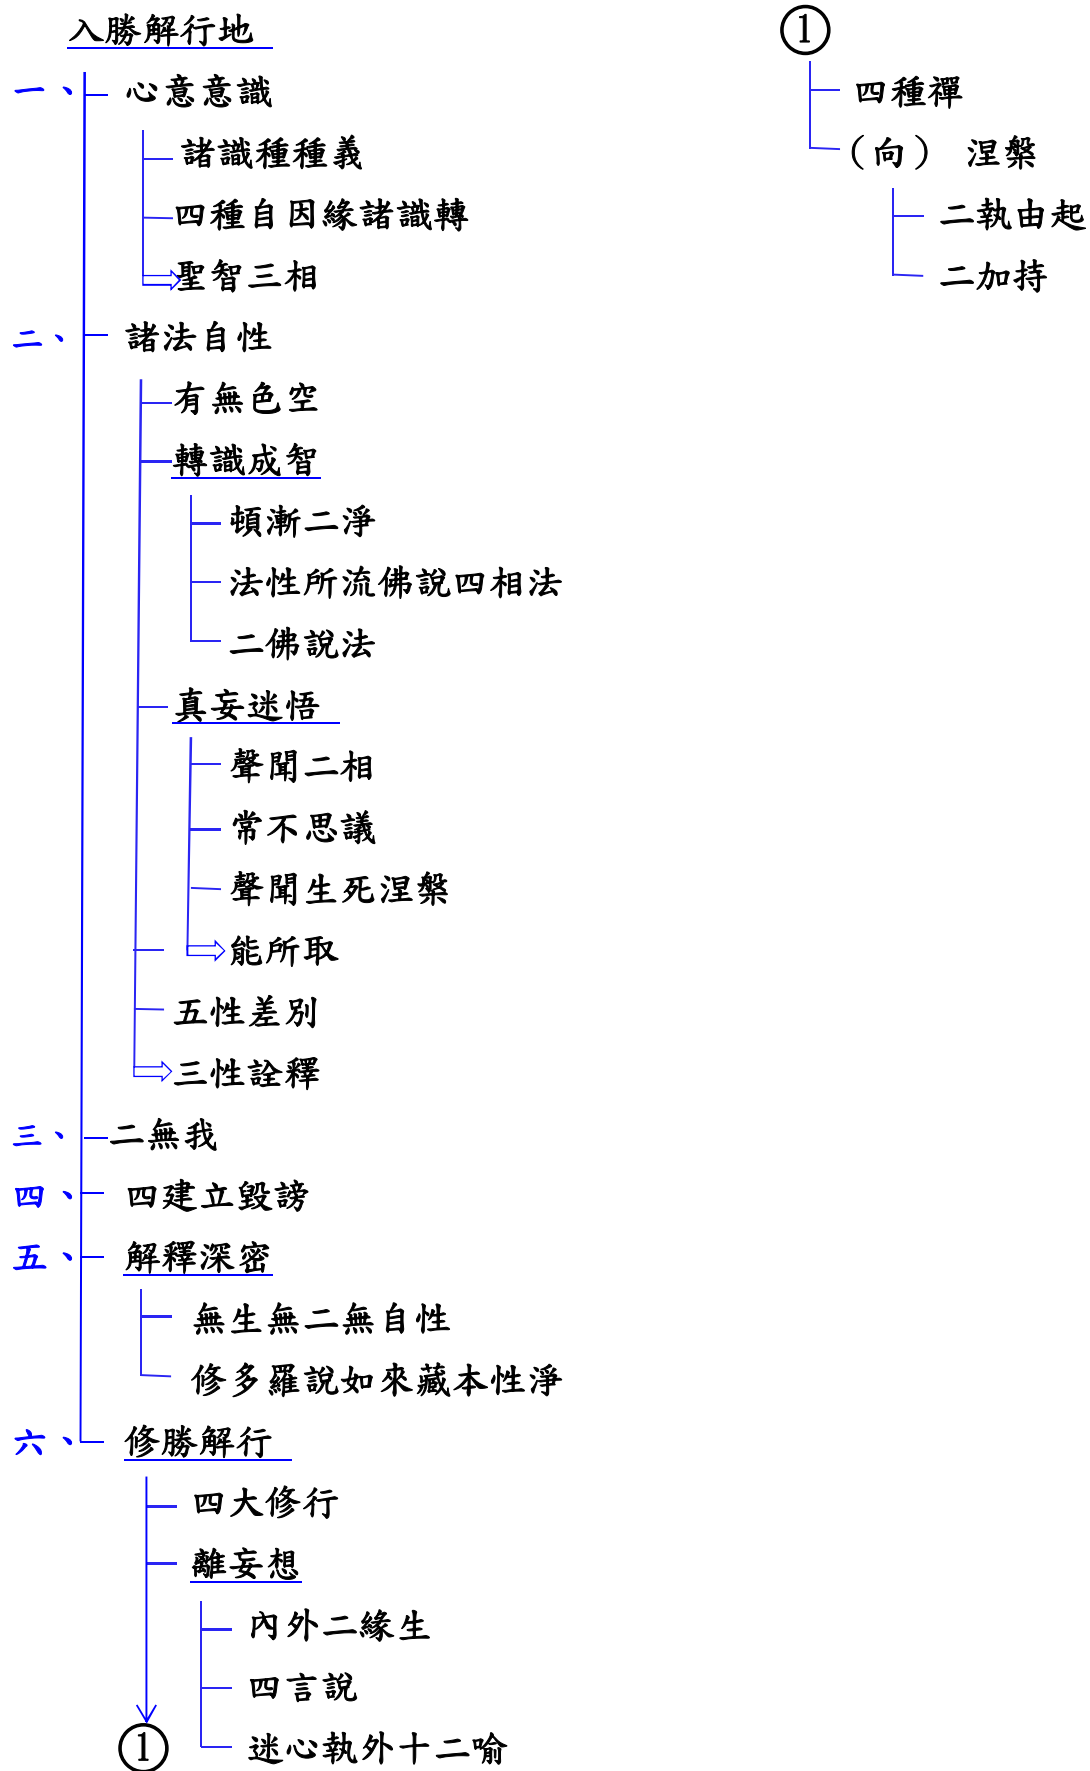 入勝解行地
一、心意意識
諸識種種義
四種自因緣諸識轉
聖智三相
二、諸法自性
有無色空
轉識成智
頓漸二淨
法性所流佛說四相法
二佛說法
真妄迷悟
聲聞二相
常不思議
聲聞生死涅槃
能所取
五性差別
三性詮釋
三、二無我
四、四建立毀謗
五、解釋深密
無生無二無自性
修多羅說如來藏本性淨
六、修勝解行
四大修行
離妄想
內外二緣生
四言說
迷心執外十二喻
①
①
四種禪
（向） 涅槃
二執由起
二加持